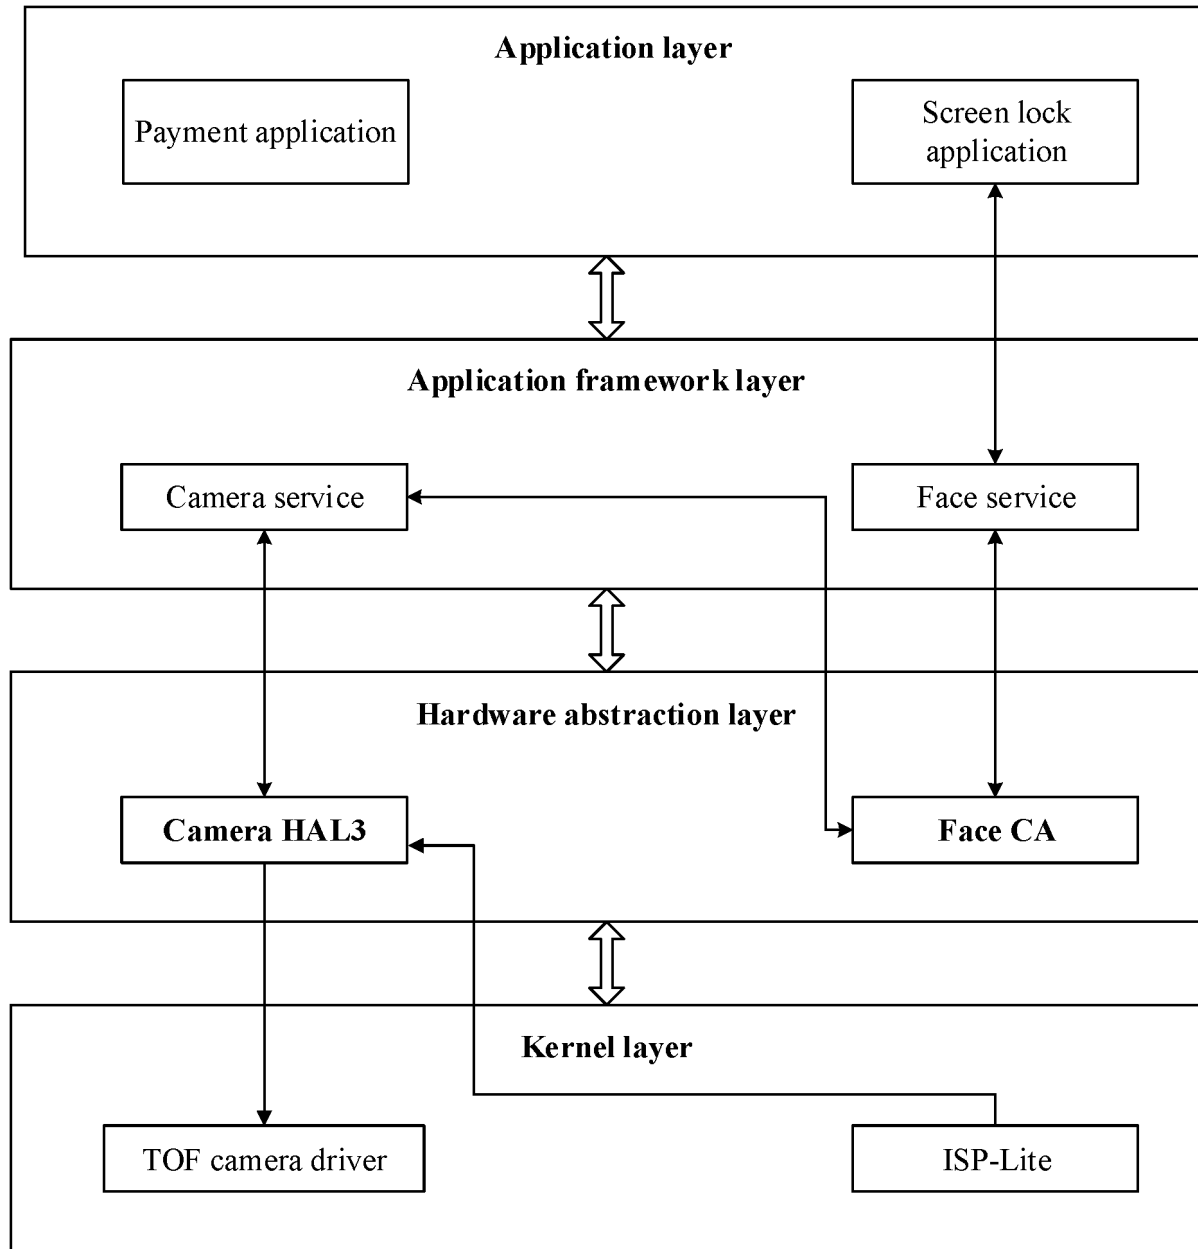 Application layer
Payment application
Screen lock
application
Application framework layer
Camera service
Face service
Hardware abstraction layer
Camera HAL3
Face CA
Kernel layer
TOF camera driver
ISP-Lite